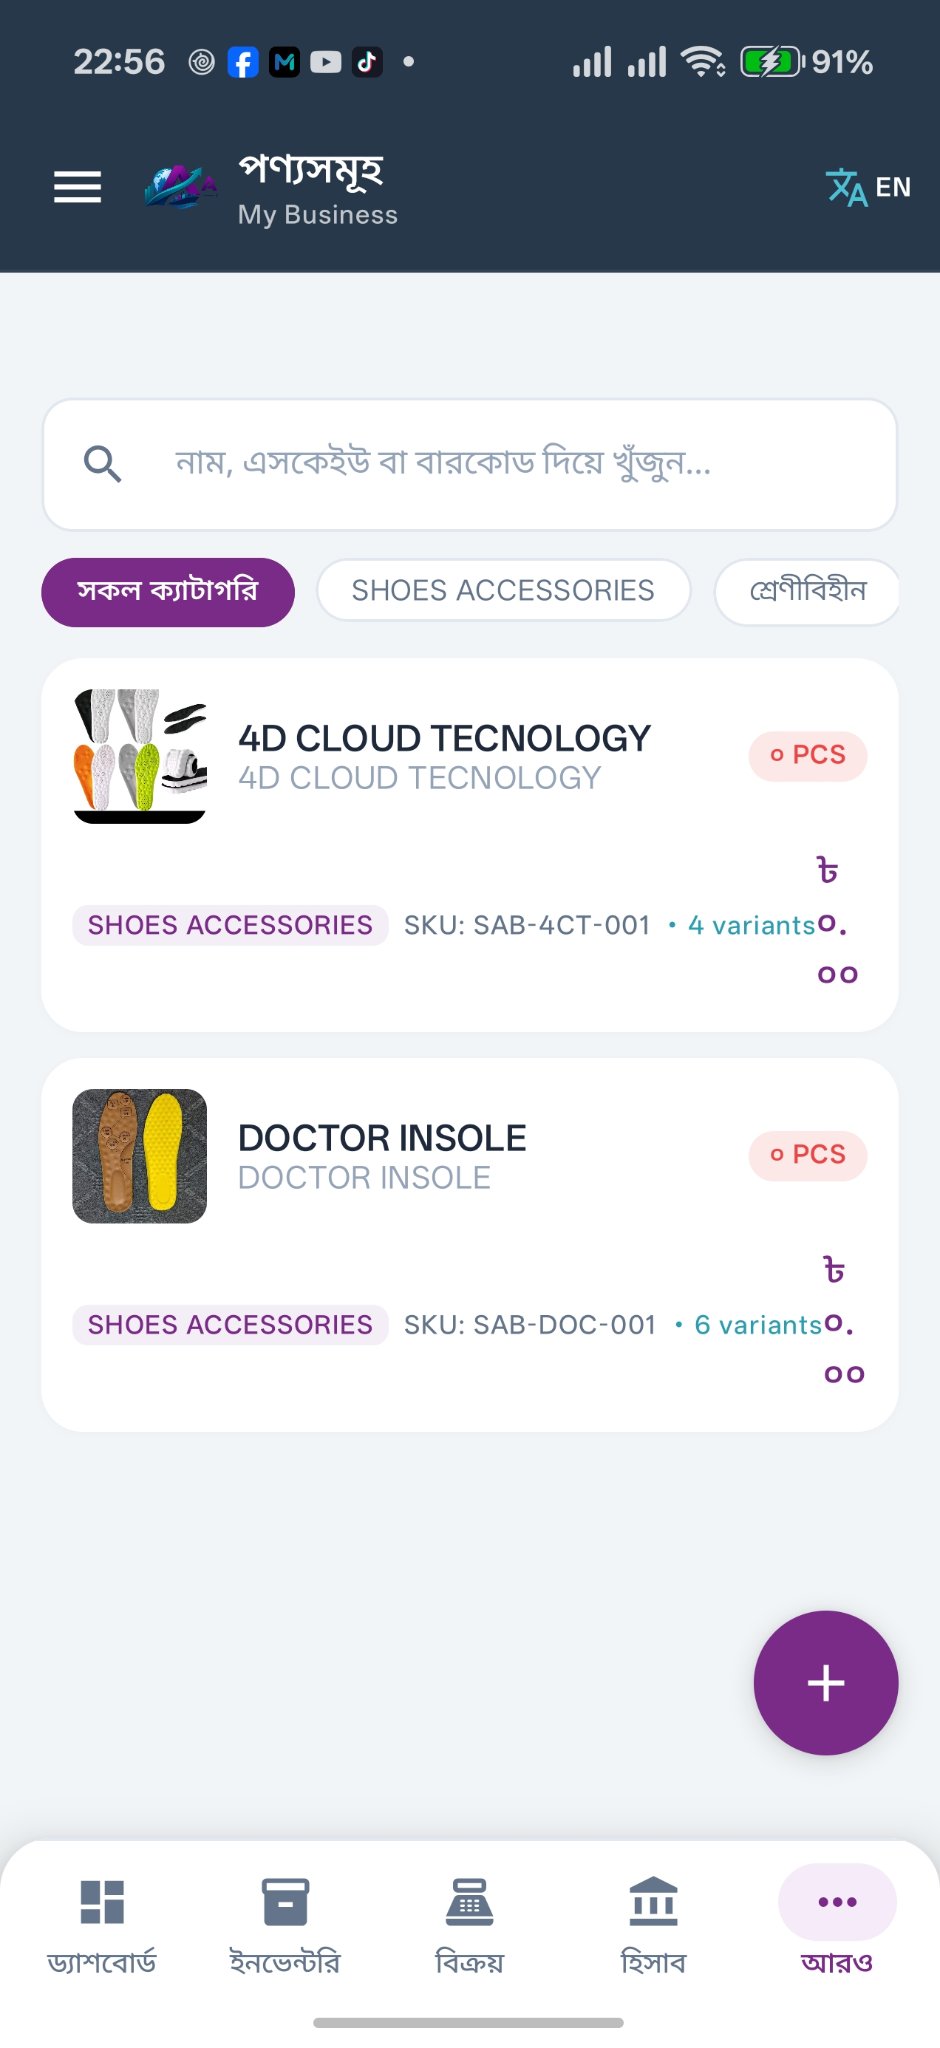 22:56
91%
পণ্যসমূহ
My Business
EN
নাম, এসকেইউ বা বারকোড দিয়ে খুঁজুন...
সকল ক্যাটাগরি
SHOES ACCESSORIES
শ্রেণীবিহীন
4D CLOUD TECNOLOGY
4D CLOUD TECNOLOGY
০ PCS
SHOES ACCESSORIES
SKU: SAB-4CT-001
• 4 variants
৳
০.
০০
DOCTOR INSOLE
DOCTOR INSOLE
০ PCS
SHOES ACCESSORIES
SKU: SAB-DOC-001
• 6 variants
৳
০.
০০
ড্যাশবোর্ড
ইনভেন্টরি
বিক্রয়
হিসাব
আরও